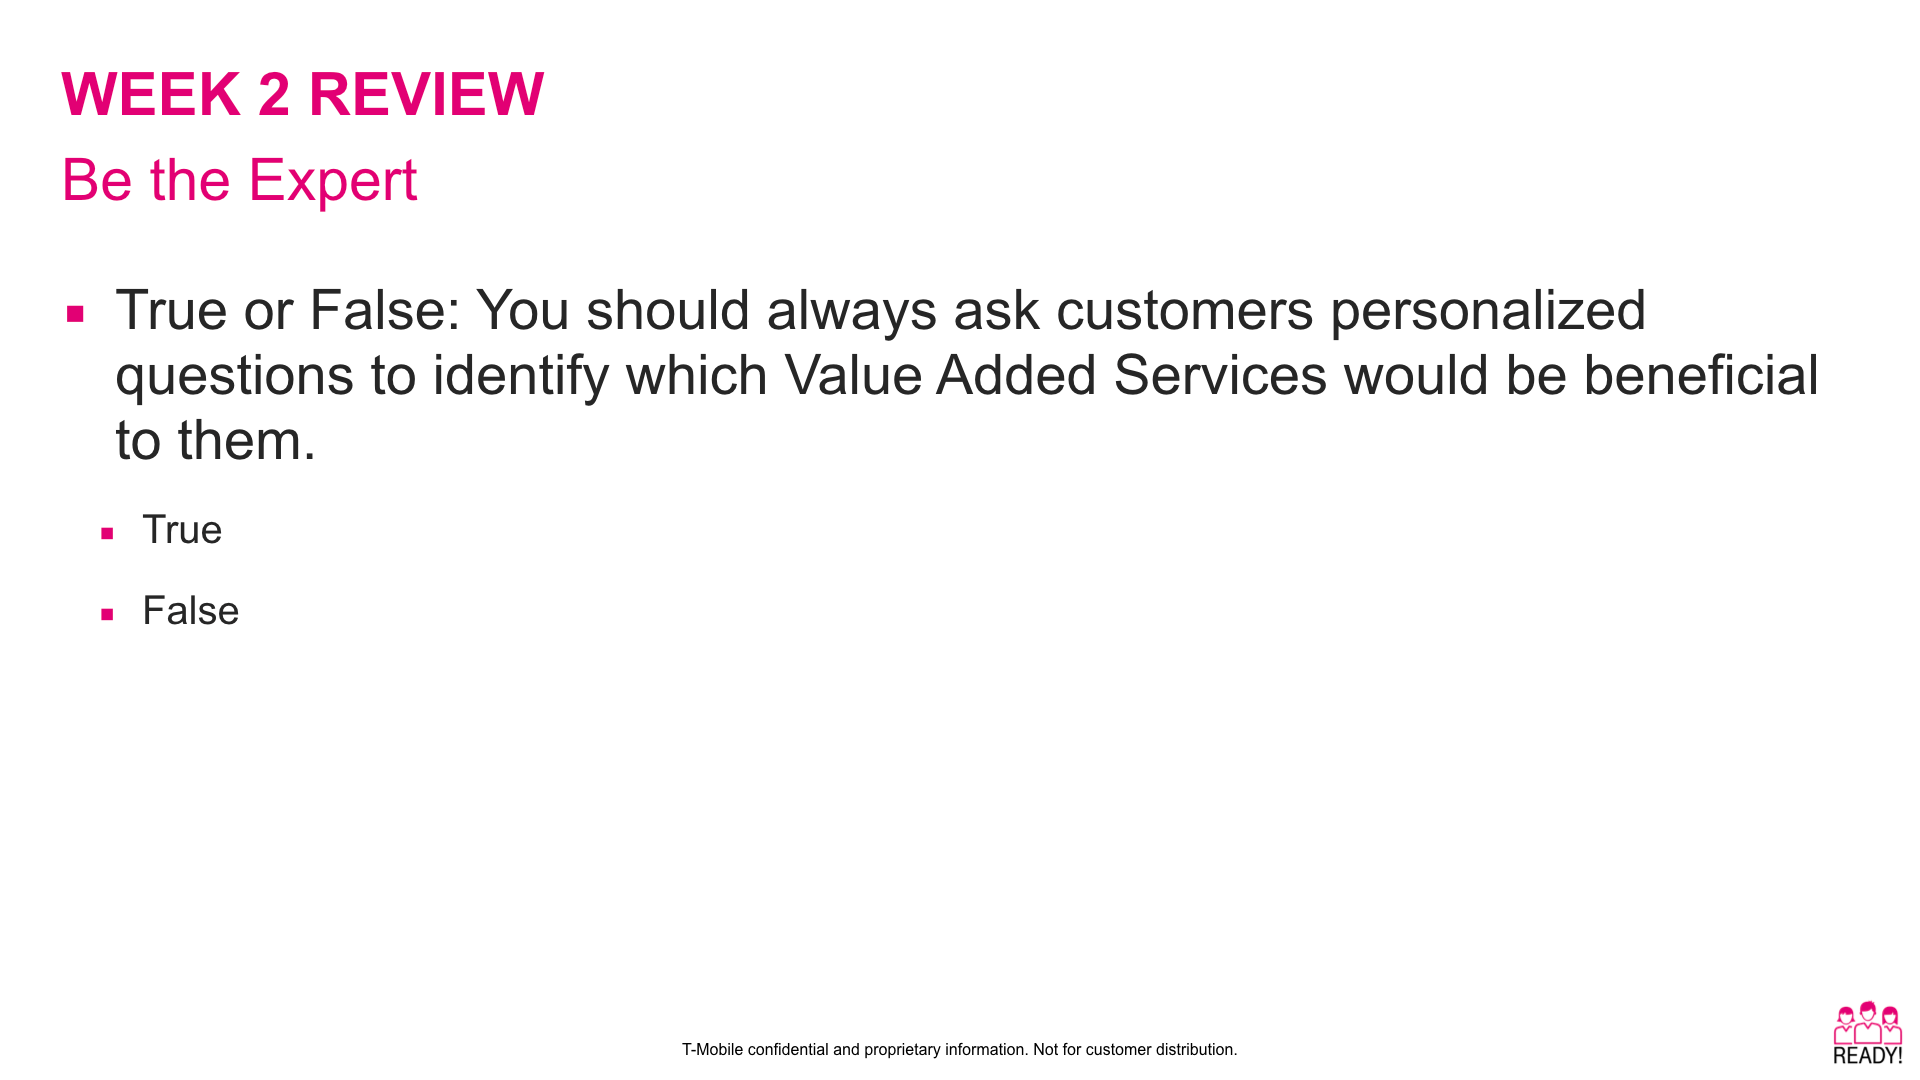 WEEK 2 REVIEW
Be the Expert
▪ True or False: You should always ask customers personalized
questions to identify which Value Added Services would be beneficial
to them.
▪ True
▪ False
T-Mobile confidential and proprietary information. Not for customer distribution.
READY!